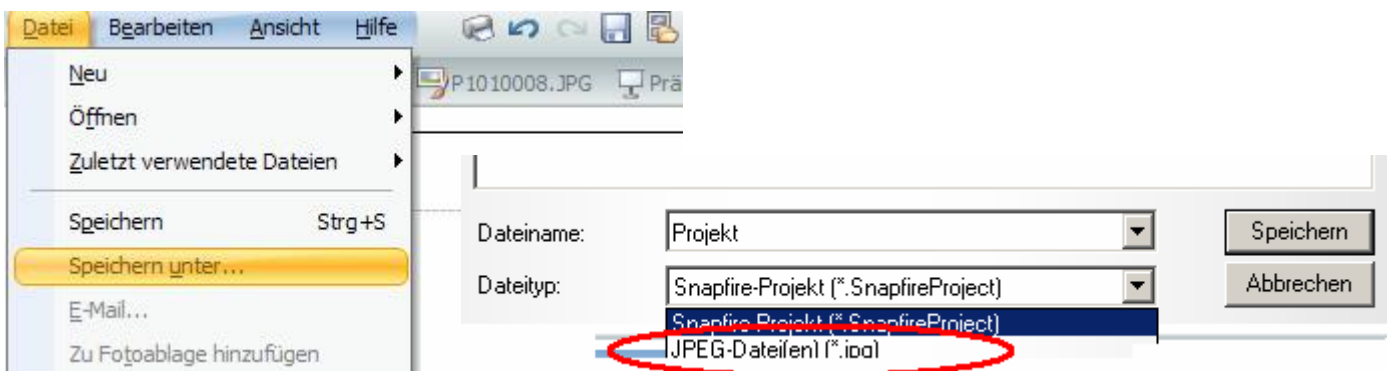 Datei Bearbeiten Ansicht Hilfe
Neu
P1010008.JPG Prä
Öffnen
Zuletzt verwendete Dateien
Speichern Strg+S
Speichern unter...
E-Mail...
Zu Fotoablage hinzufügen
Dateiname: Projekt Speichern
Dateityp: Snapfire-Projekt (*.SnapfireProject) Abbrechen
Snapfire-Projekt (*.SnapfireProject)
JPEG-Datei(en) (*.jpg)